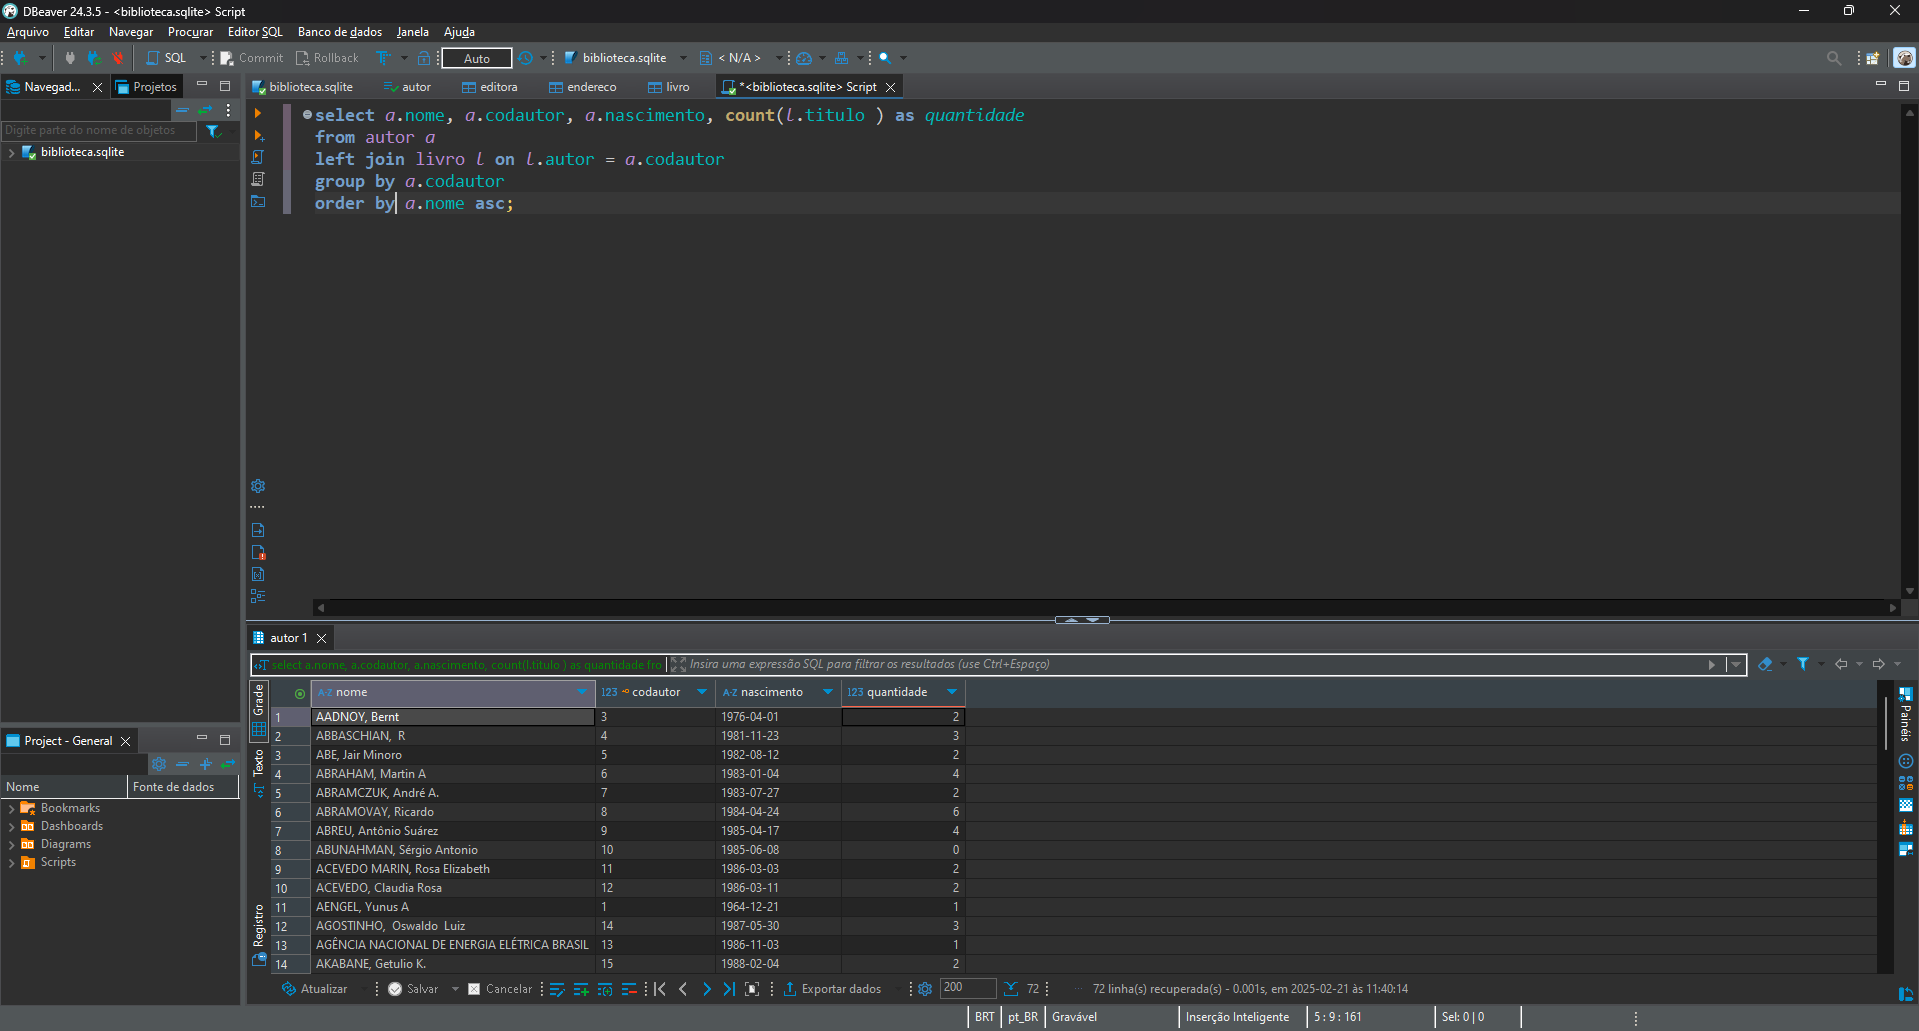 DBeaver 24.3.5 - <biblioteca.sqlite> Script
Arquivo Editar Navegar Procurar Editor SQL Banco de dados Janela Ajuda
SQL Commit Rollback Auto biblioteca.sqlite < N/A >
Navegad... Projetos
Digite parte do nome de objetos
biblioteca.sqlite
biblioteca.sqlite autor editora endereco livro *<biblioteca.sqlite> Script
select a.nome, a.codautor, a.nascimento, count(l.titulo ) as quantidade
from autor a
left join livro l on l.autor = a.codautor
group by a.codautor
order by a.nome asc;
Project - General
Nome Fonte de dados
Bookmarks
Dashboards
Diagrams
Scripts
autor 1
select a.nome, a.codautor, a.nascimento, count(l.titulo ) as quantidade fro Insira uma expressão SQL para filtrar os resultados (use Ctrl+Espaço)
Grade
Texto
Registro
A-Z nome 123 codautor A-Z nascimento 123 quantidade
1 AADNOY, Bernt 3 1976-04-01 2
2 ABBASCHIAN,  R 4 1981-11-23 3
3 ABE, Jair Minoro 5 1982-08-12 2
4 ABRAHAM, Martin A 6 1983-01-04 4
5 ABRAMCZUK, André A. 7 1983-07-27 2
6 ABRAMOVAY, Ricardo 8 1984-04-24 6
7 ABREU, Antônio Suárez 9 1985-04-17 4
8 ABUNAHMAN, Sérgio Antonio 10 1985-06-08 0
9 ACEVEDO MARIN, Rosa Elizabeth 11 1986-03-03 2
10 ACEVEDO, Claudia Rosa 12 1986-03-11 2
11 AENGEL, Yunus A 1 1964-12-21 1
12 AGOSTINHO,  Oswaldo  Luiz 14 1987-05-30 3
13 AGÊNCIA NACIONAL DE ENERGIA ELÉTRICA BRASIL 13 1986-11-03 1
14 AKABANE, Getulio K. 15 1988-02-04 2
Painéis
Atualizar Salvar Cancelar Exportar dados 200 72 72 linha(s) recuperada(s) - 0.001s, em 2025-02-21 às 11:40:14
BRT pt_BR Gravável Inserção Inteligente 5 : 9 : 161 Sel: 0 | 0